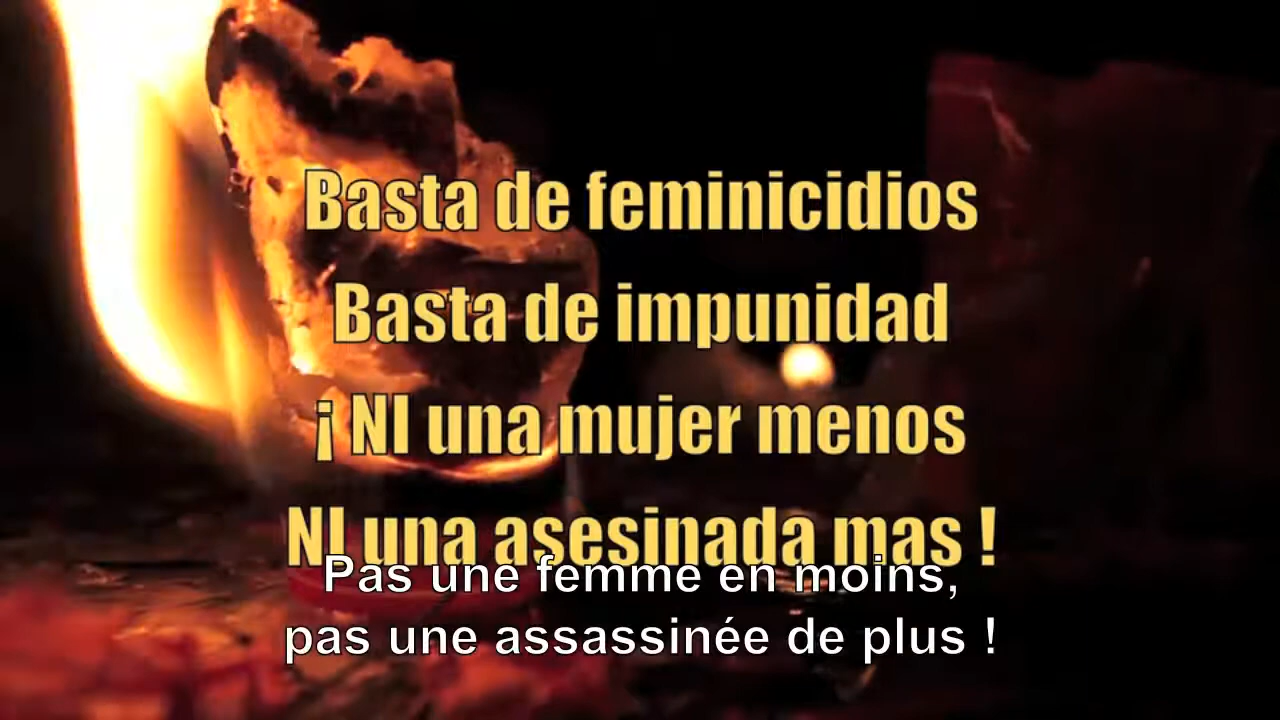 Basta de feminicidios
Basta de impunidad
¡ NI una mujer menos
NI una asesinada mas !
Pas une femme en moins,
pas une assassinée de plus !